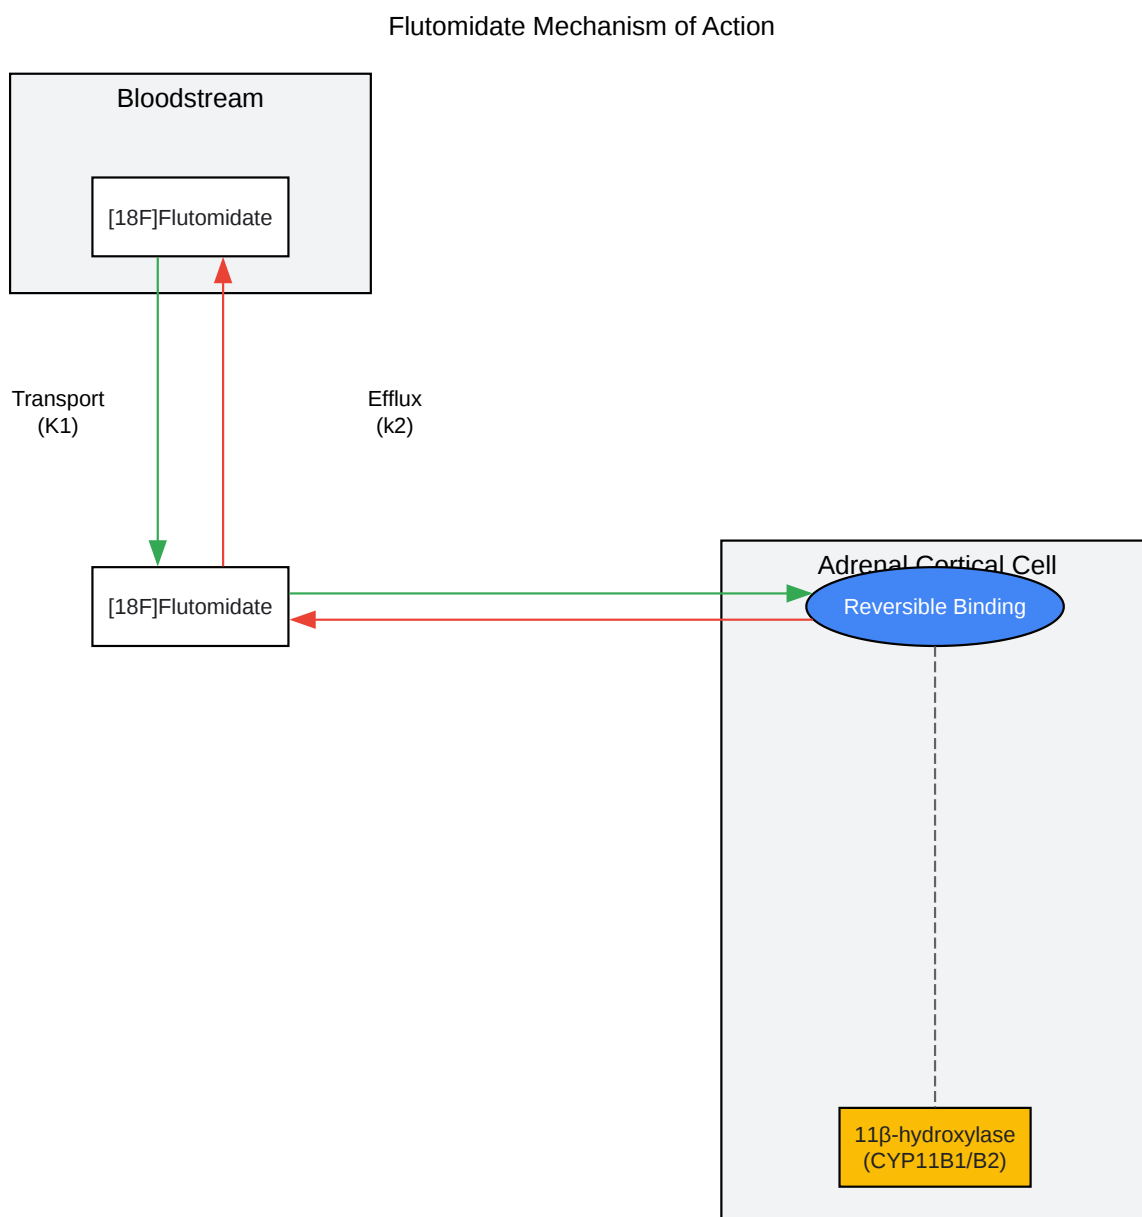 Flutomidate Mechanism of Action
Bloodstream
[18F]Flutomidate
Transport
(K1)
Efflux
(k2)
[18F]Flutomidate
Adrenal Cortical Cell
Reversible Binding
11β-hydroxylase
(CYP11B1/B2)